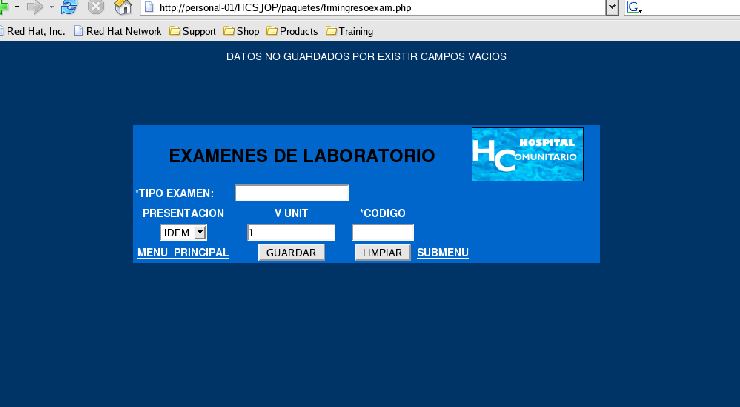 http://personal-01/HCSJOP/paquetes/frmingresoexam.php
G
Red Hat, Inc. Red Hat Network Support Shop Products Training
DATOS NO GUARDADOS POR EXISTIR CAMPOS VACIOS
EXAMENES DE LABORATORIO
HOSPITAL
HCOMUNITARIO
*TIPO EXAMEN:
PRESENTACION V UNIT *CODIGO
IDEM 1
MENU PRINCIPAL GUARDAR LIMPIAR SUBMENU